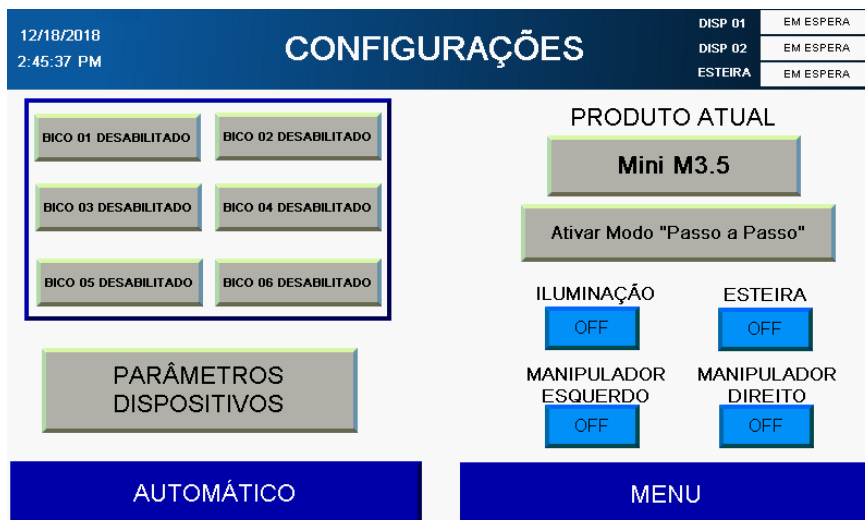 12/18/2018
2:45:37 PM
CONFIGURAÇÕES
DISP 01 EM ESPERA
DISP 02 EM ESPERA
ESTEIRA EM ESPERA
BICO 01 DESABILITADO BICO 02 DESABILITADO
BICO 03 DESABILITADO BICO 04 DESABILITADO
BICO 05 DESABILITADO BICO 06 DESABILITADO
PARÂMETROS
DISPOSITIVOS
PRODUTO ATUAL
Mini M3.5
Ativar Modo "Passo a Passo"
ILUMINAÇÃO ESTEIRA
OFF OFF
MANIPULADOR MANIPULADOR
ESQUERDO DIREITO
OFF OFF
AUTOMÁTICO MENU